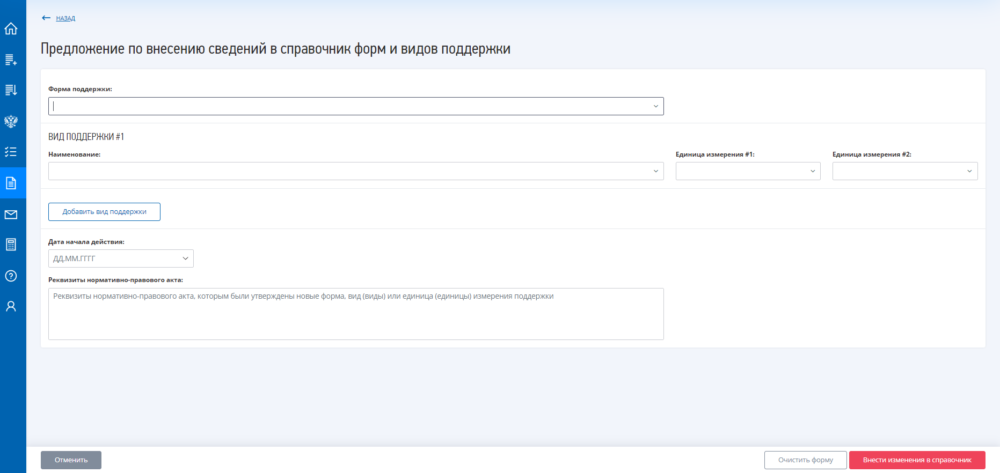 НАЗАД
Предложение по внесению сведений в справочник форм и видов поддержки
Форма поддержки:
ВИД ПОДДЕРЖКИ #1
Наименование:
Единица измерения #1:
Единица измерения #2:
Добавить вид поддержки
Дата начала действия:
ДД.ММ.ГГГГ
Реквизиты нормативно-правового акта:
Реквизиты нормативно-правового акта, которым были утверждены новые форма, вид (виды) или единица (единицы) измерения поддержки
Отменить
Очистить форму
Внести изменения в справочник